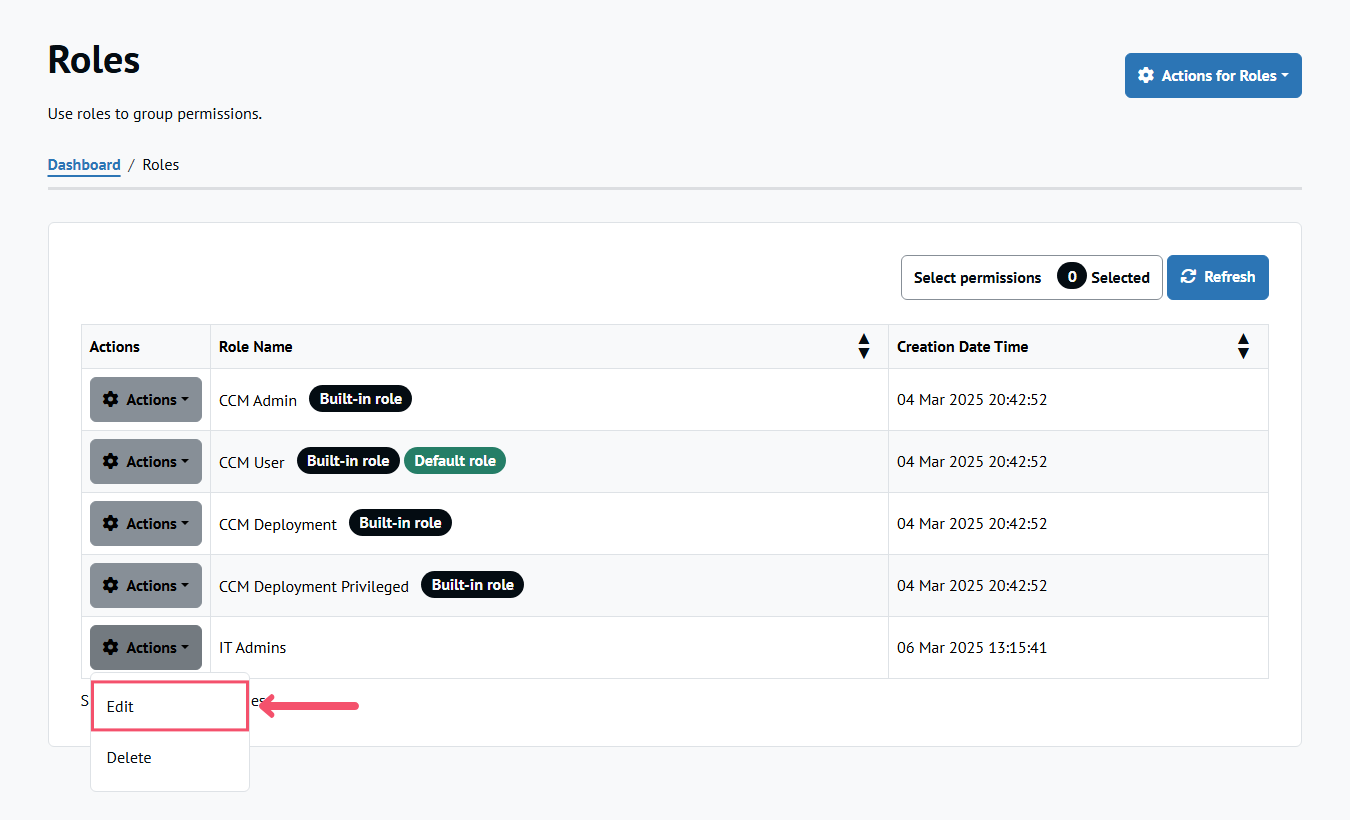 Roles
Actions for Roles
Use roles to group permissions.
Dashboard / Roles
Select permissions 0 Selected Refresh
Actions Role Name Creation Date Time
Actions CCM Admin Built-in role 04 Mar 2025 20:42:52
Actions CCM User Built-in role Default role 04 Mar 2025 20:42:52
Actions CCM Deployment Built-in role 04 Mar 2025 20:42:52
Actions CCM Deployment Privileged Built-in role 04 Mar 2025 20:42:52
Actions IT Admins 06 Mar 2025 13:15:41
Edit
Delete